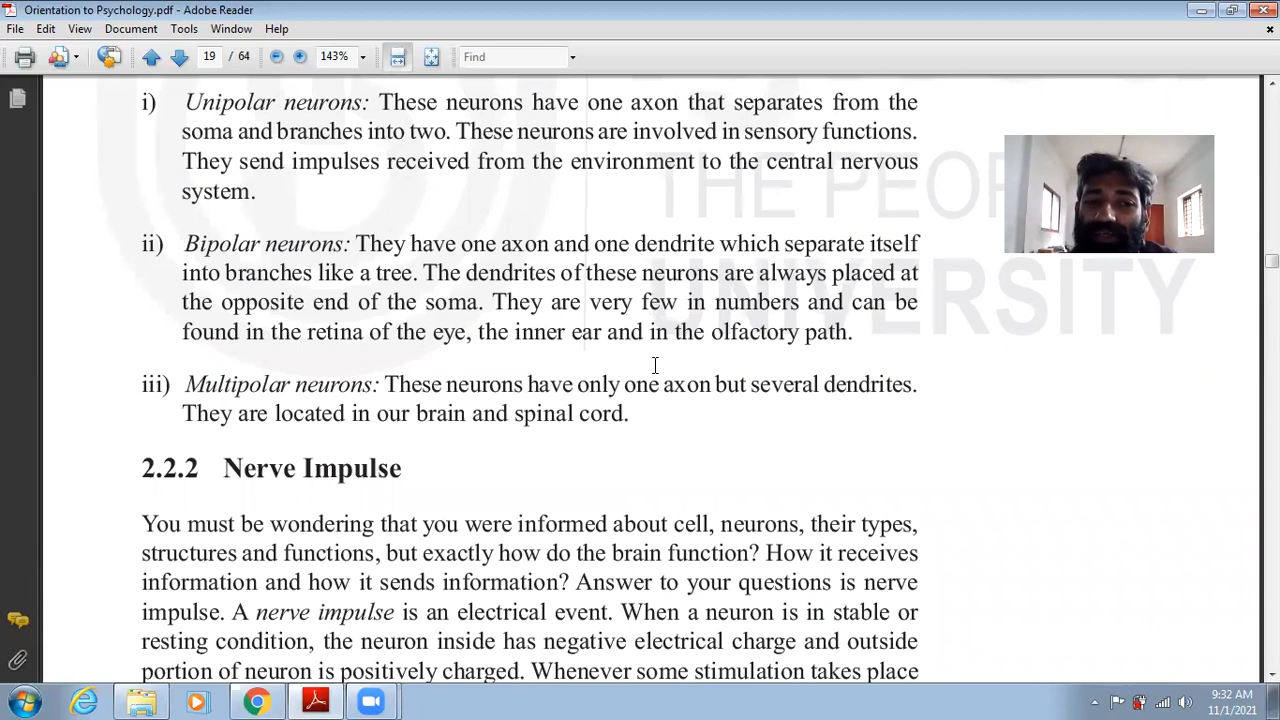 Orientation to Psychology.pdf - Adobe Reader
File Edit View Document Tools Window Help
19 / 64 143% Find
i) Unipolar neurons: These neurons have one axon that separates from the
soma and branches into two. These neurons are involved in sensory functions.
They send impulses received from the environment to the central nervous
system.
THE PEO
UNIVERSITY
ii) Bipolar neurons: They have one axon and one dendrite which separate itself
into branches like a tree. The dendrites of these neurons are always placed at
the opposite end of the soma. They are very few in numbers and can be
found in the retina of the eye, the inner ear and in the olfactory path.
iii) Multipolar neurons: These neurons have only one axon but several dendrites.
They are located in our brain and spinal cord.
2.2.2 Nerve Impulse
You must be wondering that you were informed about cell, neurons, their types,
structures and functions, but exactly how do the brain function? How it receives
information and how it sends information? Answer to your questions is nerve
impulse. A nerve impulse is an electrical event. When a neuron is in stable or
resting condition, the neuron inside has negative electrical charge and outside
portion of neuron is positively charged. Whenever some stimulation takes place
9:32 AM
11/1/2021